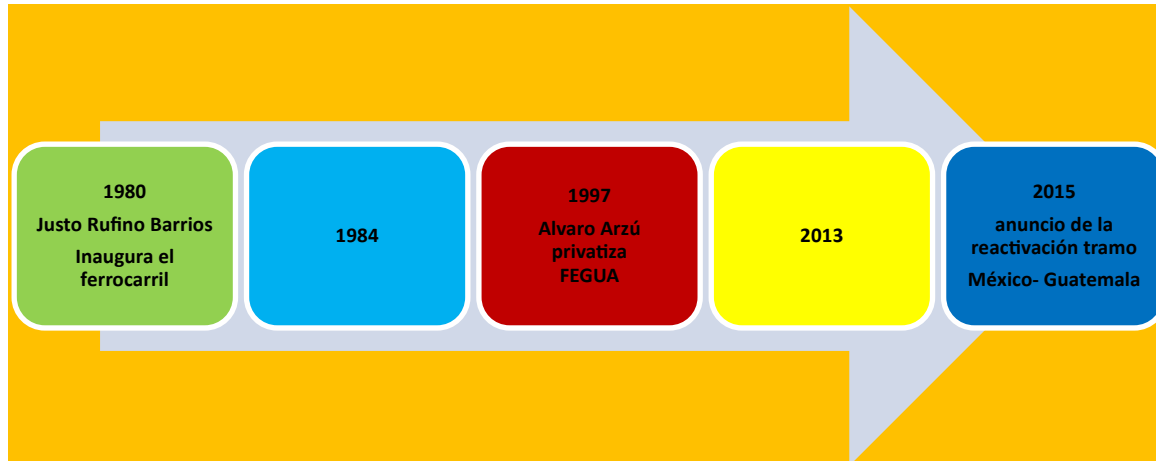 1980
Justo Rufino Barrios
Inaugura el
ferrocarril
1984
1997
Alvaro Arzú
privatiza
FEGUA
2013
2015
anuncio de la
reactivación tramo
México- Guatemala